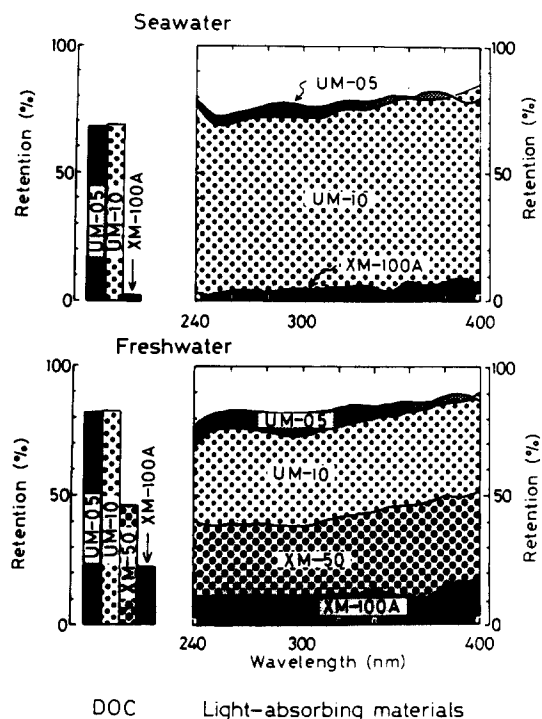 Seawater
Retention (%)
100
50
0
UM-05
UM-10
XM-100A
UM-05
UM-10
XM-100A
100
50
0
Retention (%)
240
300
400
Freshwater
Retention (%)
100
50
0
UM-05
UM-10
XM-50
XM-100A
UM-05
UM-10
XM-50
XM-100A
100
50
0
Retention (%)
240
300
400
Wavelength (nm)
DOC
Light-absorbing materials